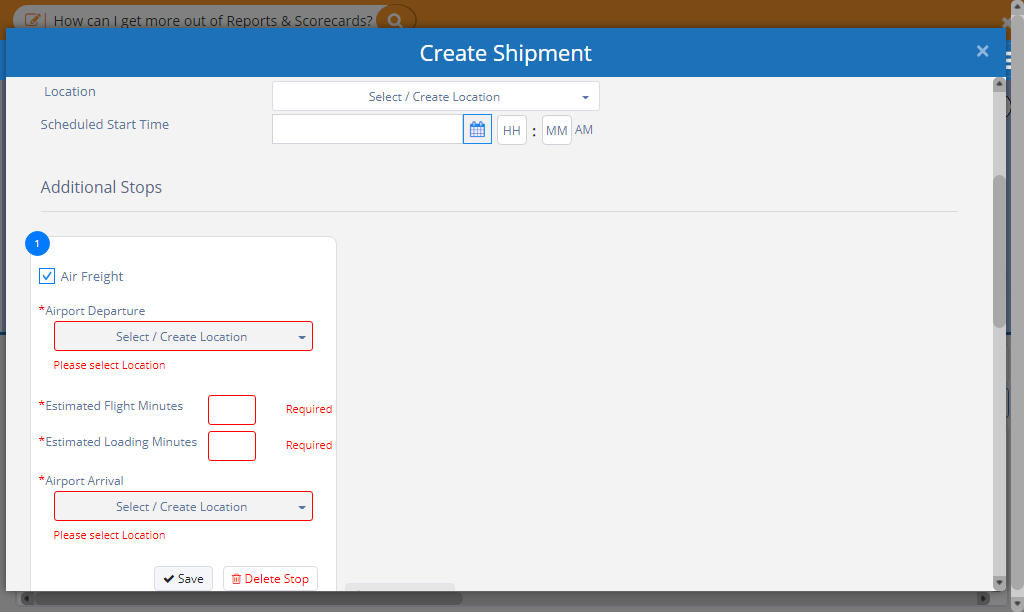 How can I get more out of Reports & Scorecards?
Create Shipment
Location
Select / Create Location
Scheduled Start Time
HH : MM AM
Additional Stops
1
Air Freight
*Airport Departure
Select / Create Location
Please select Location
*Estimated Flight Minutes
Required
*Estimated Loading Minutes
Required
*Airport Arrival
Select / Create Location
Please select Location
Save
Delete Stop